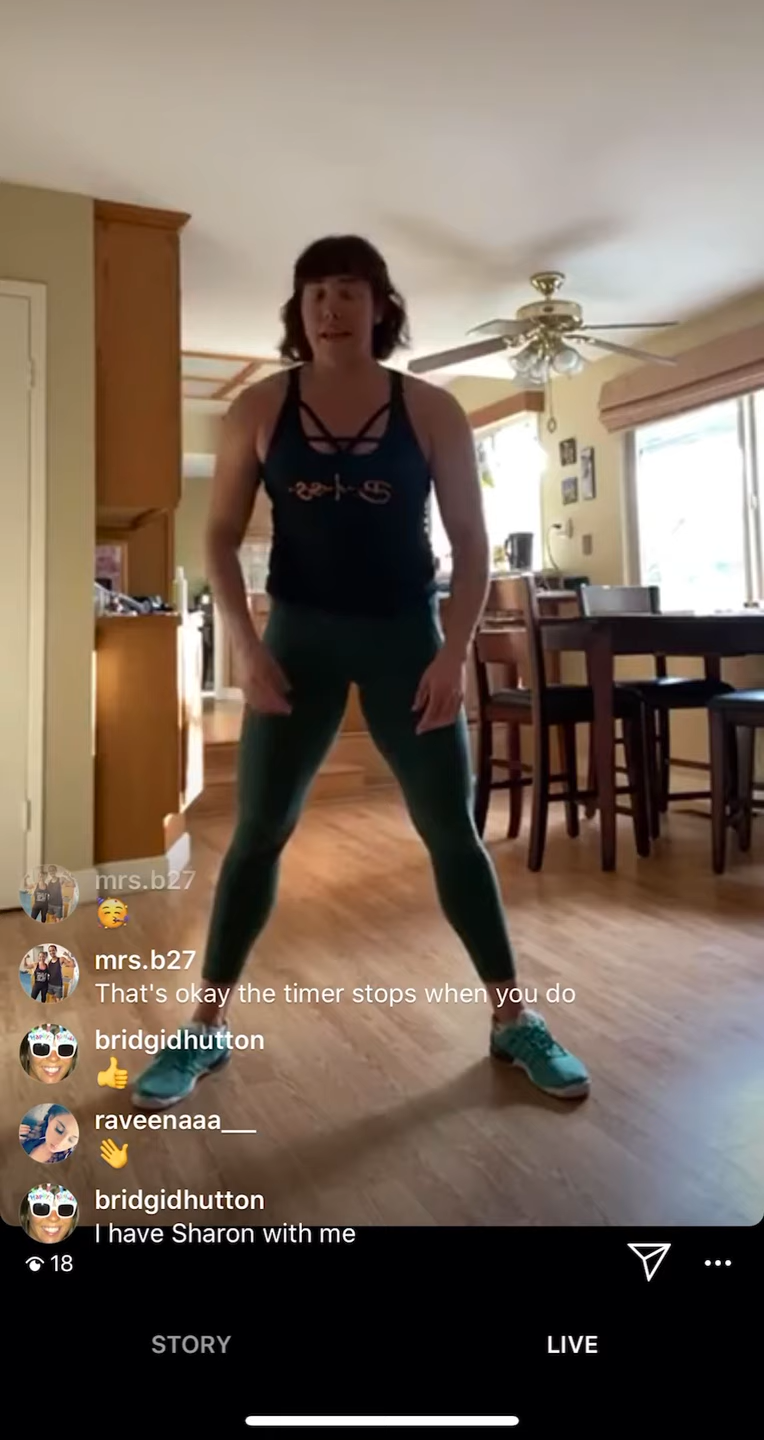 mrs.b27
🥳
mrs.b27
That's okay the timer stops when you do
bridgidhutton
👍
raveenaaa___
👋
bridgidhutton
I have Sharon with me
18
STORY
LIVE